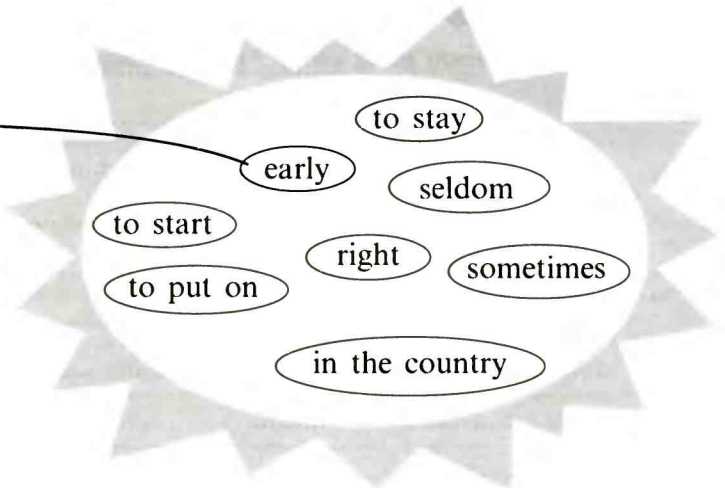 to stay
early
seldom
to start
right
sometimes
to put on
in the country